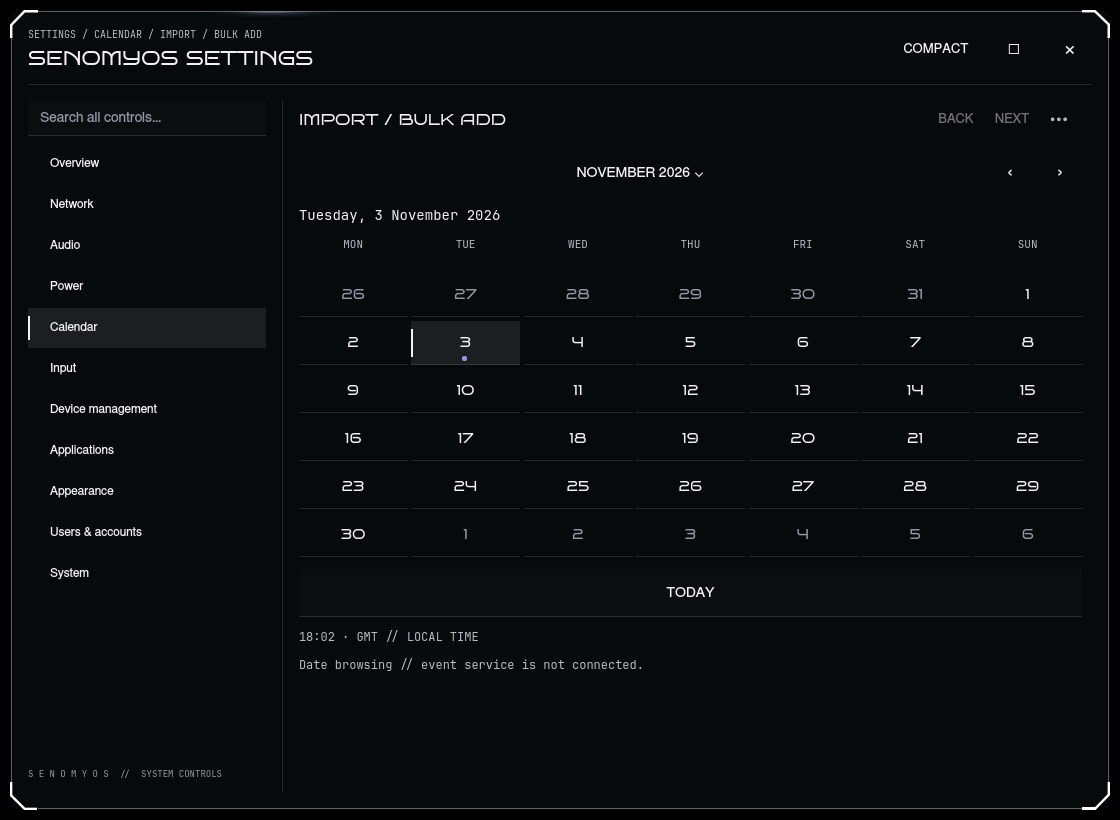 SETTINGS / CALENDAR / IMPORT / BULK ADD
SENOMYOS SETTINGS
COMPACT
Search all controls...
Overview
Network
Audio
Power
Calendar
Input
Device management
Applications
Appearance
Users & accounts
System
SENOMYOS // SYSTEM CONTROLS
IMPORT / BULK ADD
BACK NEXT
NOVEMBER 2026
Tuesday, 3 November 2026
MON TUE WED THU FRI SAT SUN
26 27 28 29 30 31 1
2 3 4 5 6 7 8
9 10 11 12 13 14 15
16 17 18 19 20 21 22
23 24 25 26 27 28 29
30 1 2 3 4 5 6
TODAY
18:02 · GMT // LOCAL TIME
Date browsing // event service is not connected.